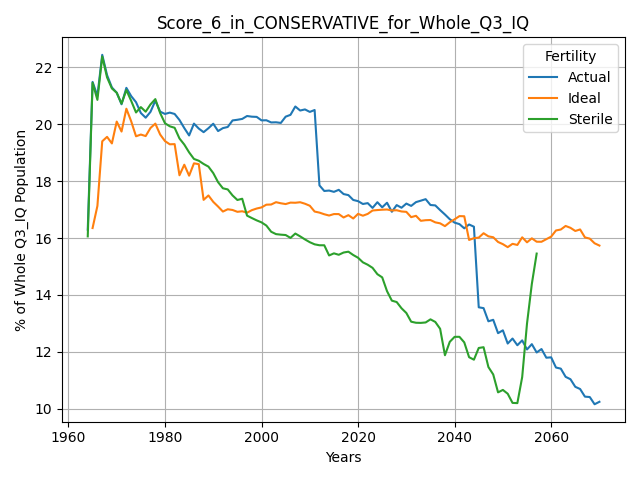 Score_6_in_CONSERVATIVE_for_Whole_Q3_IQ
% of Whole Q3_IQ Population
22
20
18
16
14
12
10
Fertility
Actual
Ideal
Sterile
1960
1980
2000
2020
2040
2060
Years